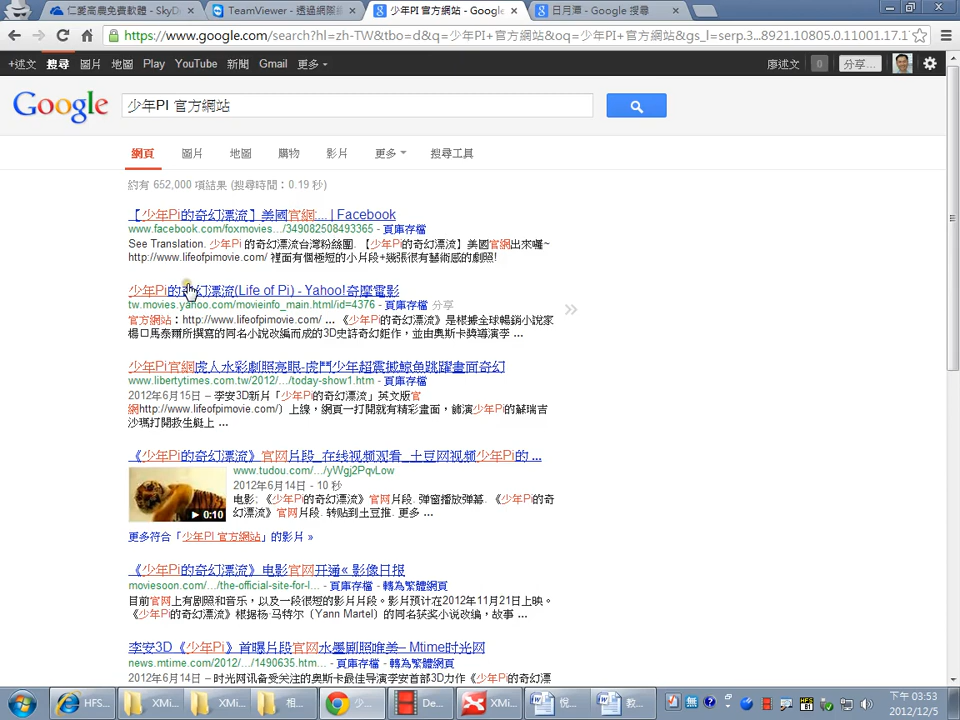 仁愛高農免費軟體 - SkyD
TeamViewer - 透過網際網
少年PI 官方網站 - Google
日月潭 - Google 搜尋
https://www.google.com/search?hl=zh-TW&tbo=d&q=少年PI+官方網站&oq=少年PI+官方網站&gs_l=serp.3...8921.10805.0.11001.17.1
+述文 搜尋 圖片 地圖 Play YouTube 新聞 Gmail 更多
廖述文 0 分享...
Google 少年PI 官方網站
網頁 圖片 地圖 購物 影片 更多 搜尋工具
約有 652,000 項結果 (搜尋時間：0.19 秒)
【少年Pi的奇幻漂流】美國官網:... | Facebook
www.facebook.com/foxmovies.../349082508493365 - 頁庫存檔
See Translation. 少年Pi 的奇幻漂流台灣粉絲團. 【少年Pi的奇幻漂流】美國官網出來囉~
http://www.lifeofpimovie.com/ 裡面有個極短的小片段+幾張很有藝術感的劇照!
少年Pi的奇幻漂流(Life of Pi) - Yahoo!奇摩電影
tw.movies.yahoo.com/movieinfo_main.html/id=4376 - 頁庫存檔 分享
官方網站：http://www.lifeofpimovie.com/ ... 《少年Pi的奇幻漂流》是根據全球暢銷小說家
楊口馬泰爾所撰寫的同名小說改編而成的3D史詩奇幻鉅作，並由奧斯卡獎導演李 ...
少年Pi官網虎人水彩劇照亮眼-虎鬥少年超震撼鯨魚跳躍畫面奇幻
www.libertytimes.com.tw/2012/.../today-show1.htm - 頁庫存檔
2012年6月15日 – 李安3D新片「少年Pi的奇幻漂流」英文版官
網http://www.lifeofpimovie.com/〕上線，網頁一打開就有精彩畫面，飾演少年Pi的蘇瑞吉
沙瑪打開救生艇上 ...
《少年Pi的奇幻漂流》官网片段_在线视频观看_土豆网视频少年Pi的 ...
www.tudou.com/.../yWgj2PqvLow
2012年6月14日 - 10 秒
电影: 《少年Pi的奇幻漂流》官网片段. 弹窗播放弹幕. 《少年Pi的奇
幻漂流》官网片段. 转贴到土豆推. 更多 ...
0:10
更多符合「少年PI 官方網站」的影片 »
《少年Pi的奇幻漂流》电影官网开通« 影像日报
moviesoon.com/.../the-official-site-for-l... - 頁庫存檔 - 轉為繁體網頁
目前官网上有剧照和音乐，以及一段很短的影片片段。影片预计在2012年11月21日上映。
《少年Pi的奇幻漂流》根据杨·马特尔（Yann Martel）的同名获奖小说改编，故事 ...
李安3D《少年Pi》首曝片段官网水墨剧照唯美– Mtime时光网
news.mtime.com/2012/.../1490635.htm... - 頁庫存檔 - 轉為繁體網頁
2012年6月14日 – 时光网讯备受关注的奥斯卡最佳导演李安首部3D力作《少年Pi的奇幻漂
HFS... XMi... XMi... 相... 少... De... XMi... 悅... 教...
下午 03:53
2012/12/5